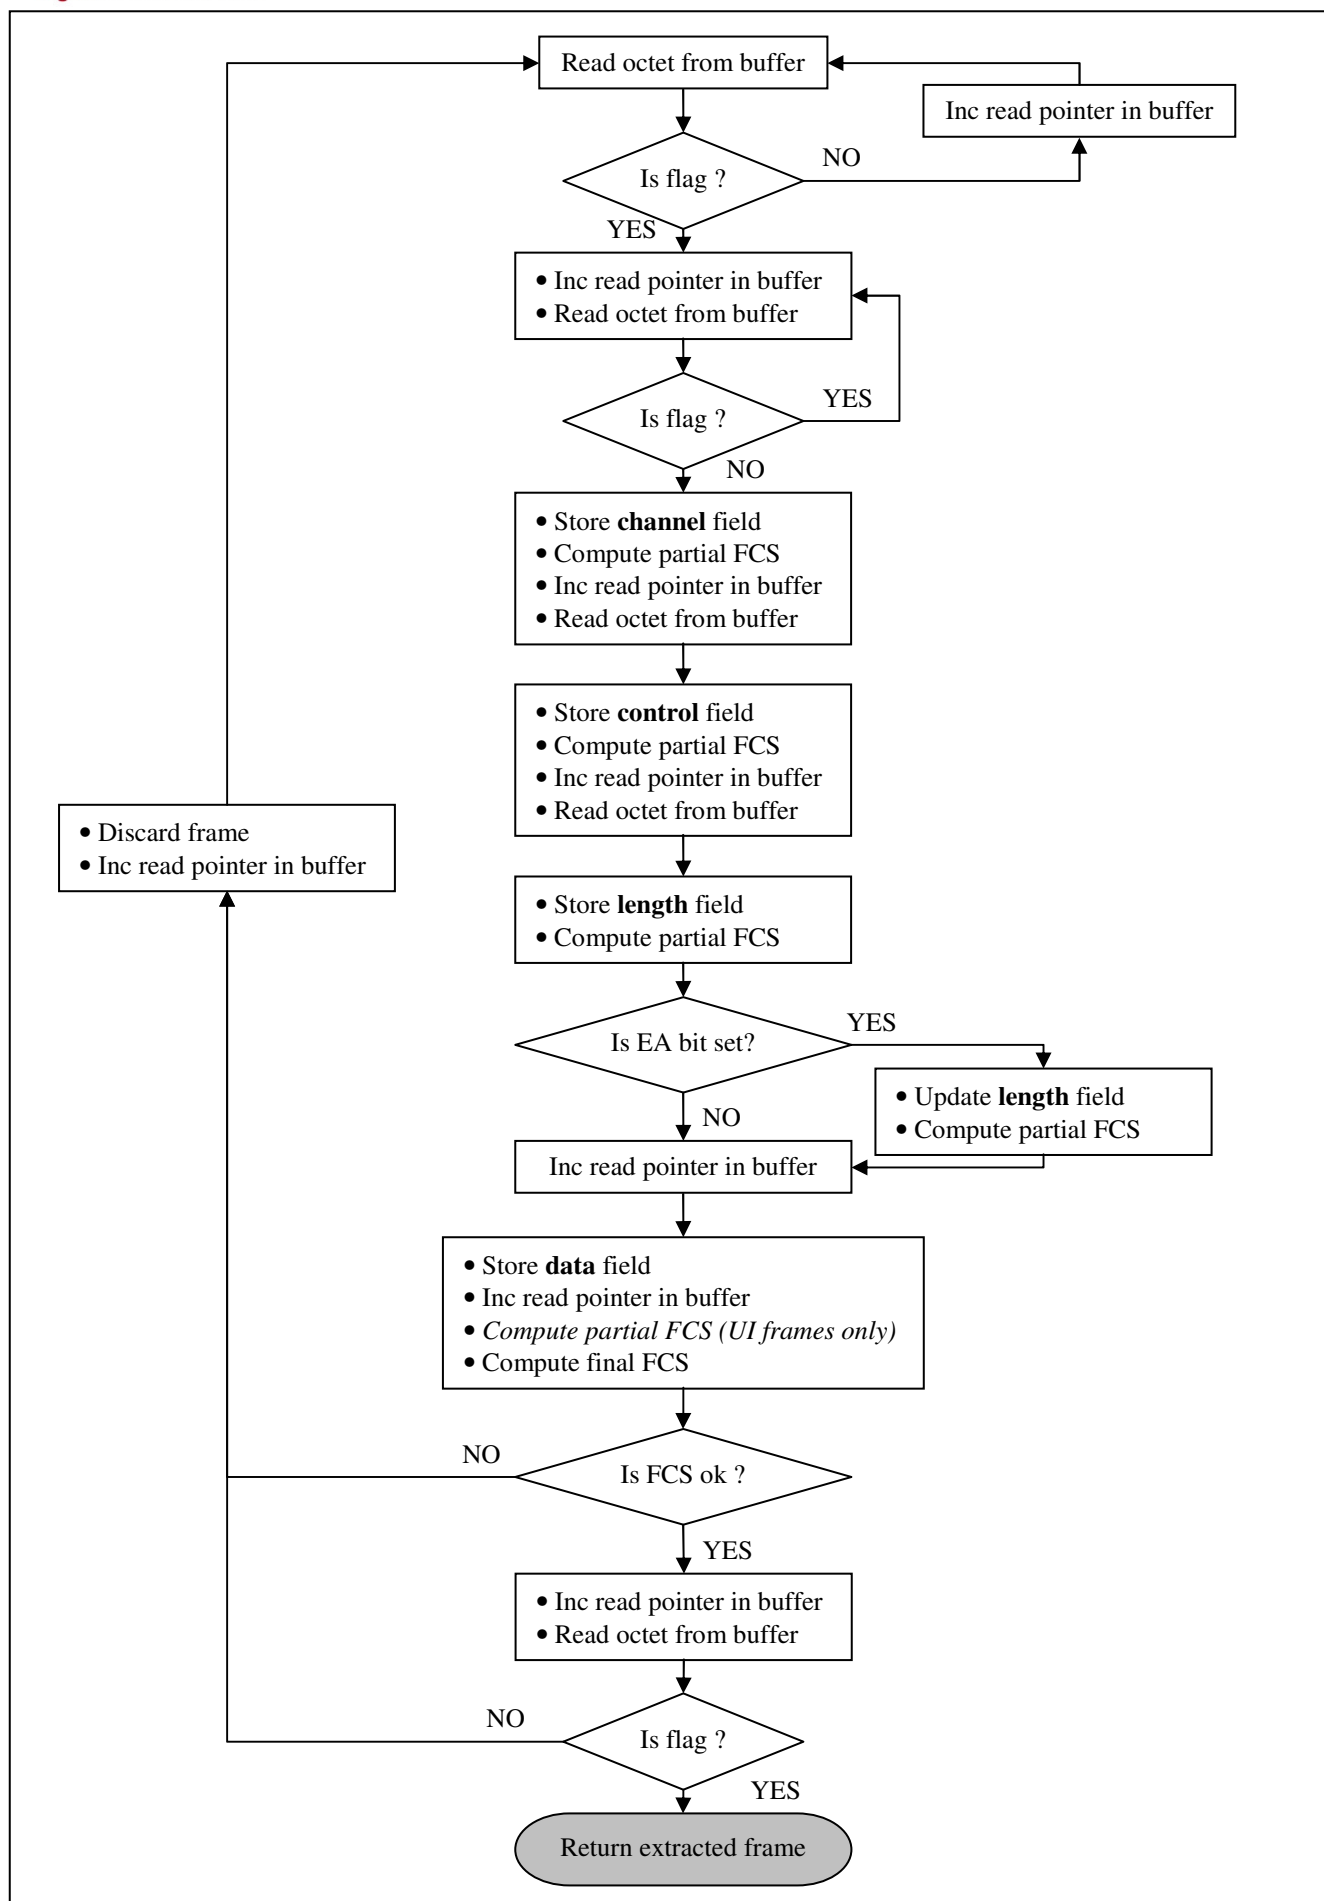 Read octet from buffer
Inc read pointer in buffer
NO
Is flag ?
YES
• Inc read pointer in buffer
• Read octet from buffer
YES
Is flag ?
NO
• Store channel field
• Compute partial FCS
• Inc read pointer in buffer
• Read octet from buffer
• Store control field
• Compute partial FCS
• Inc read pointer in buffer
• Read octet from buffer
• Discard frame
• Inc read pointer in buffer
• Store length field
• Compute partial FCS
YES
Is EA bit set?
• Update length field
• Compute partial FCS
NO
Inc read pointer in buffer
• Store data field
• Inc read pointer in buffer
• Compute partial FCS (UI frames only)
• Compute final FCS
NO
Is FCS ok ?
YES
• Inc read pointer in buffer
• Read octet from buffer
NO
Is flag ?
YES
Return extracted frame